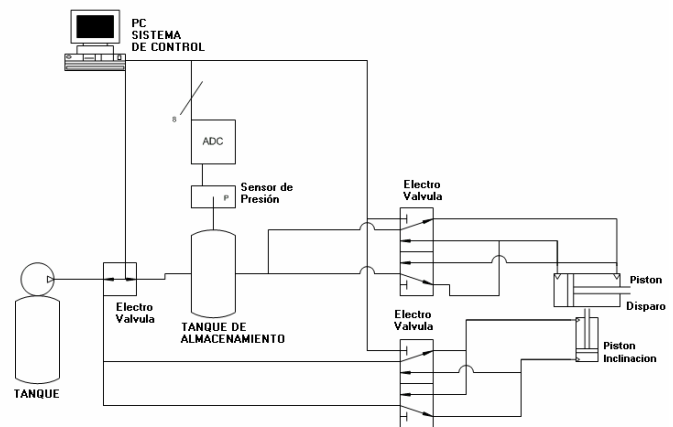 PC
SISTEMA
DE CONTROL
8
ADC
Sensor de
Presión
P
Electro
Valvula
Electro
Valvula
TANQUE DE
ALMACENAMIENTO
Piston
Disparo
Electro
Valvula
Piston
Inclinacion
TANQUE